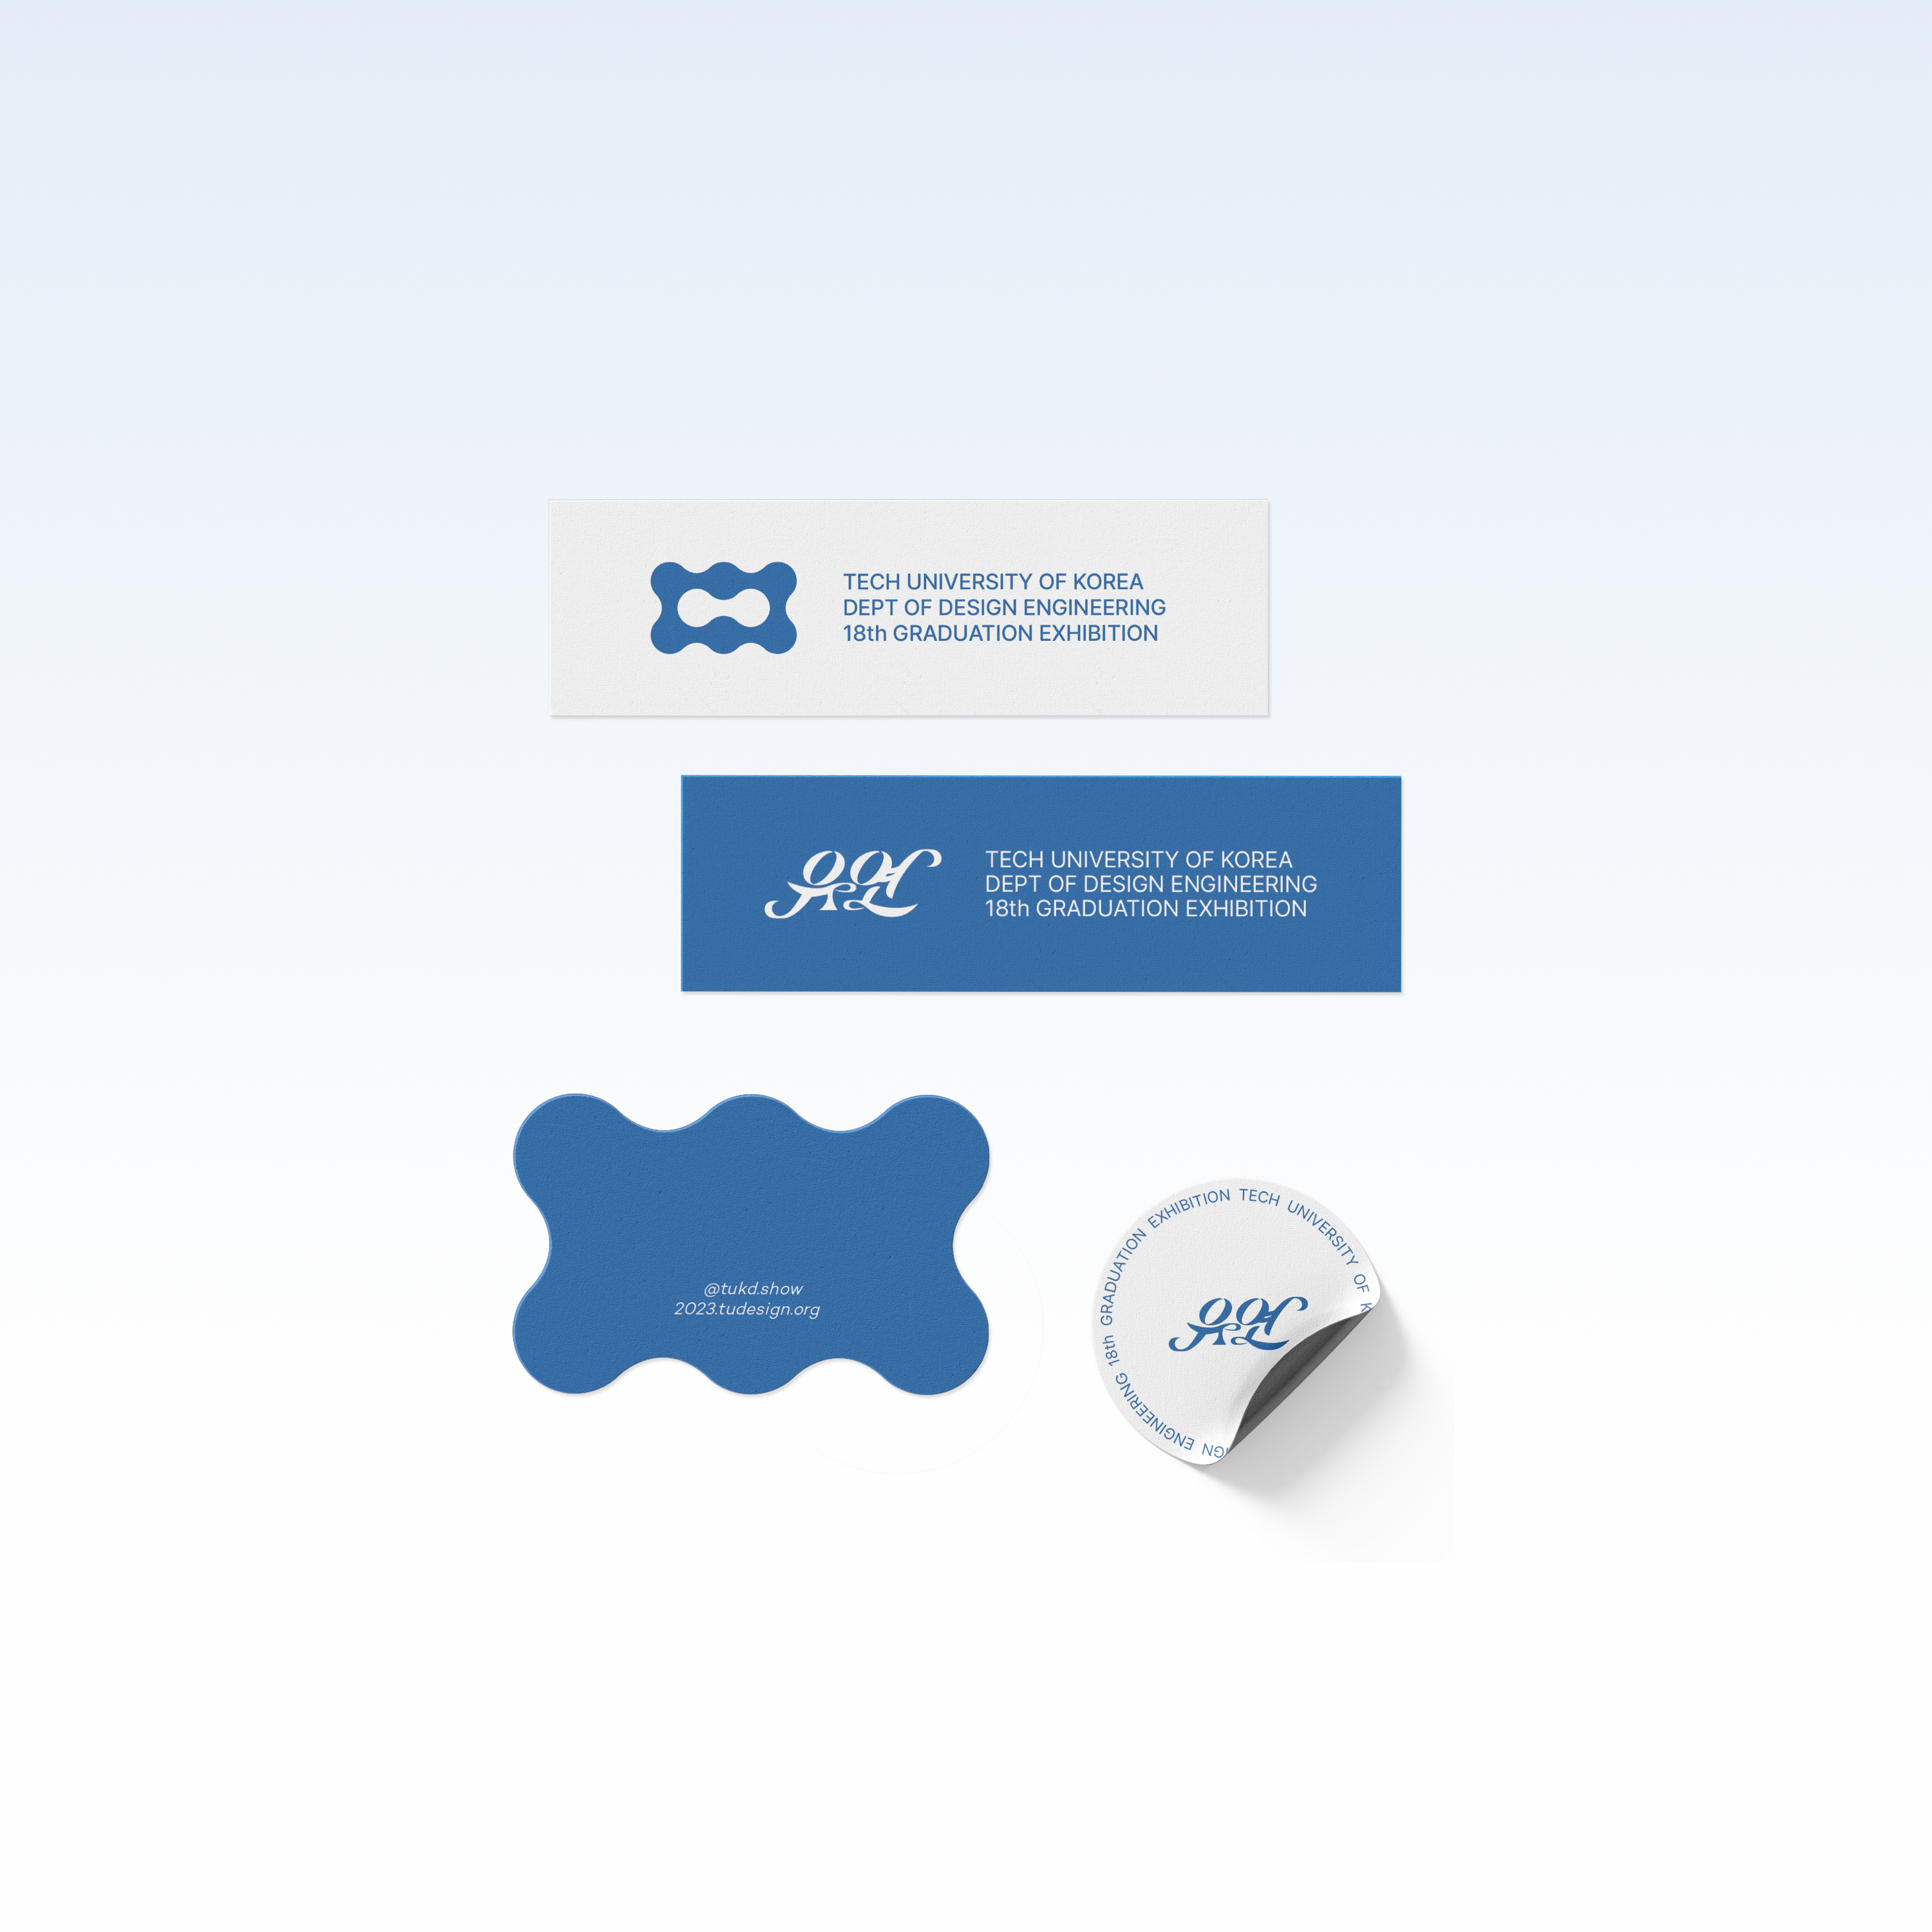 TECH UNIVERSITY OF KOREA
DEPT OF DESIGN ENGINEERING
18th GRADUATION EXHIBITION
TECH UNIVERSITY OF KOREA
DEPT OF DESIGN ENGINEERING
18th GRADUATION EXHIBITION
@tukd.show
2023.tudesign.org
TECH UNIVERSITY OF
ENGINEERING 18th GRADUATION EXHIBITION